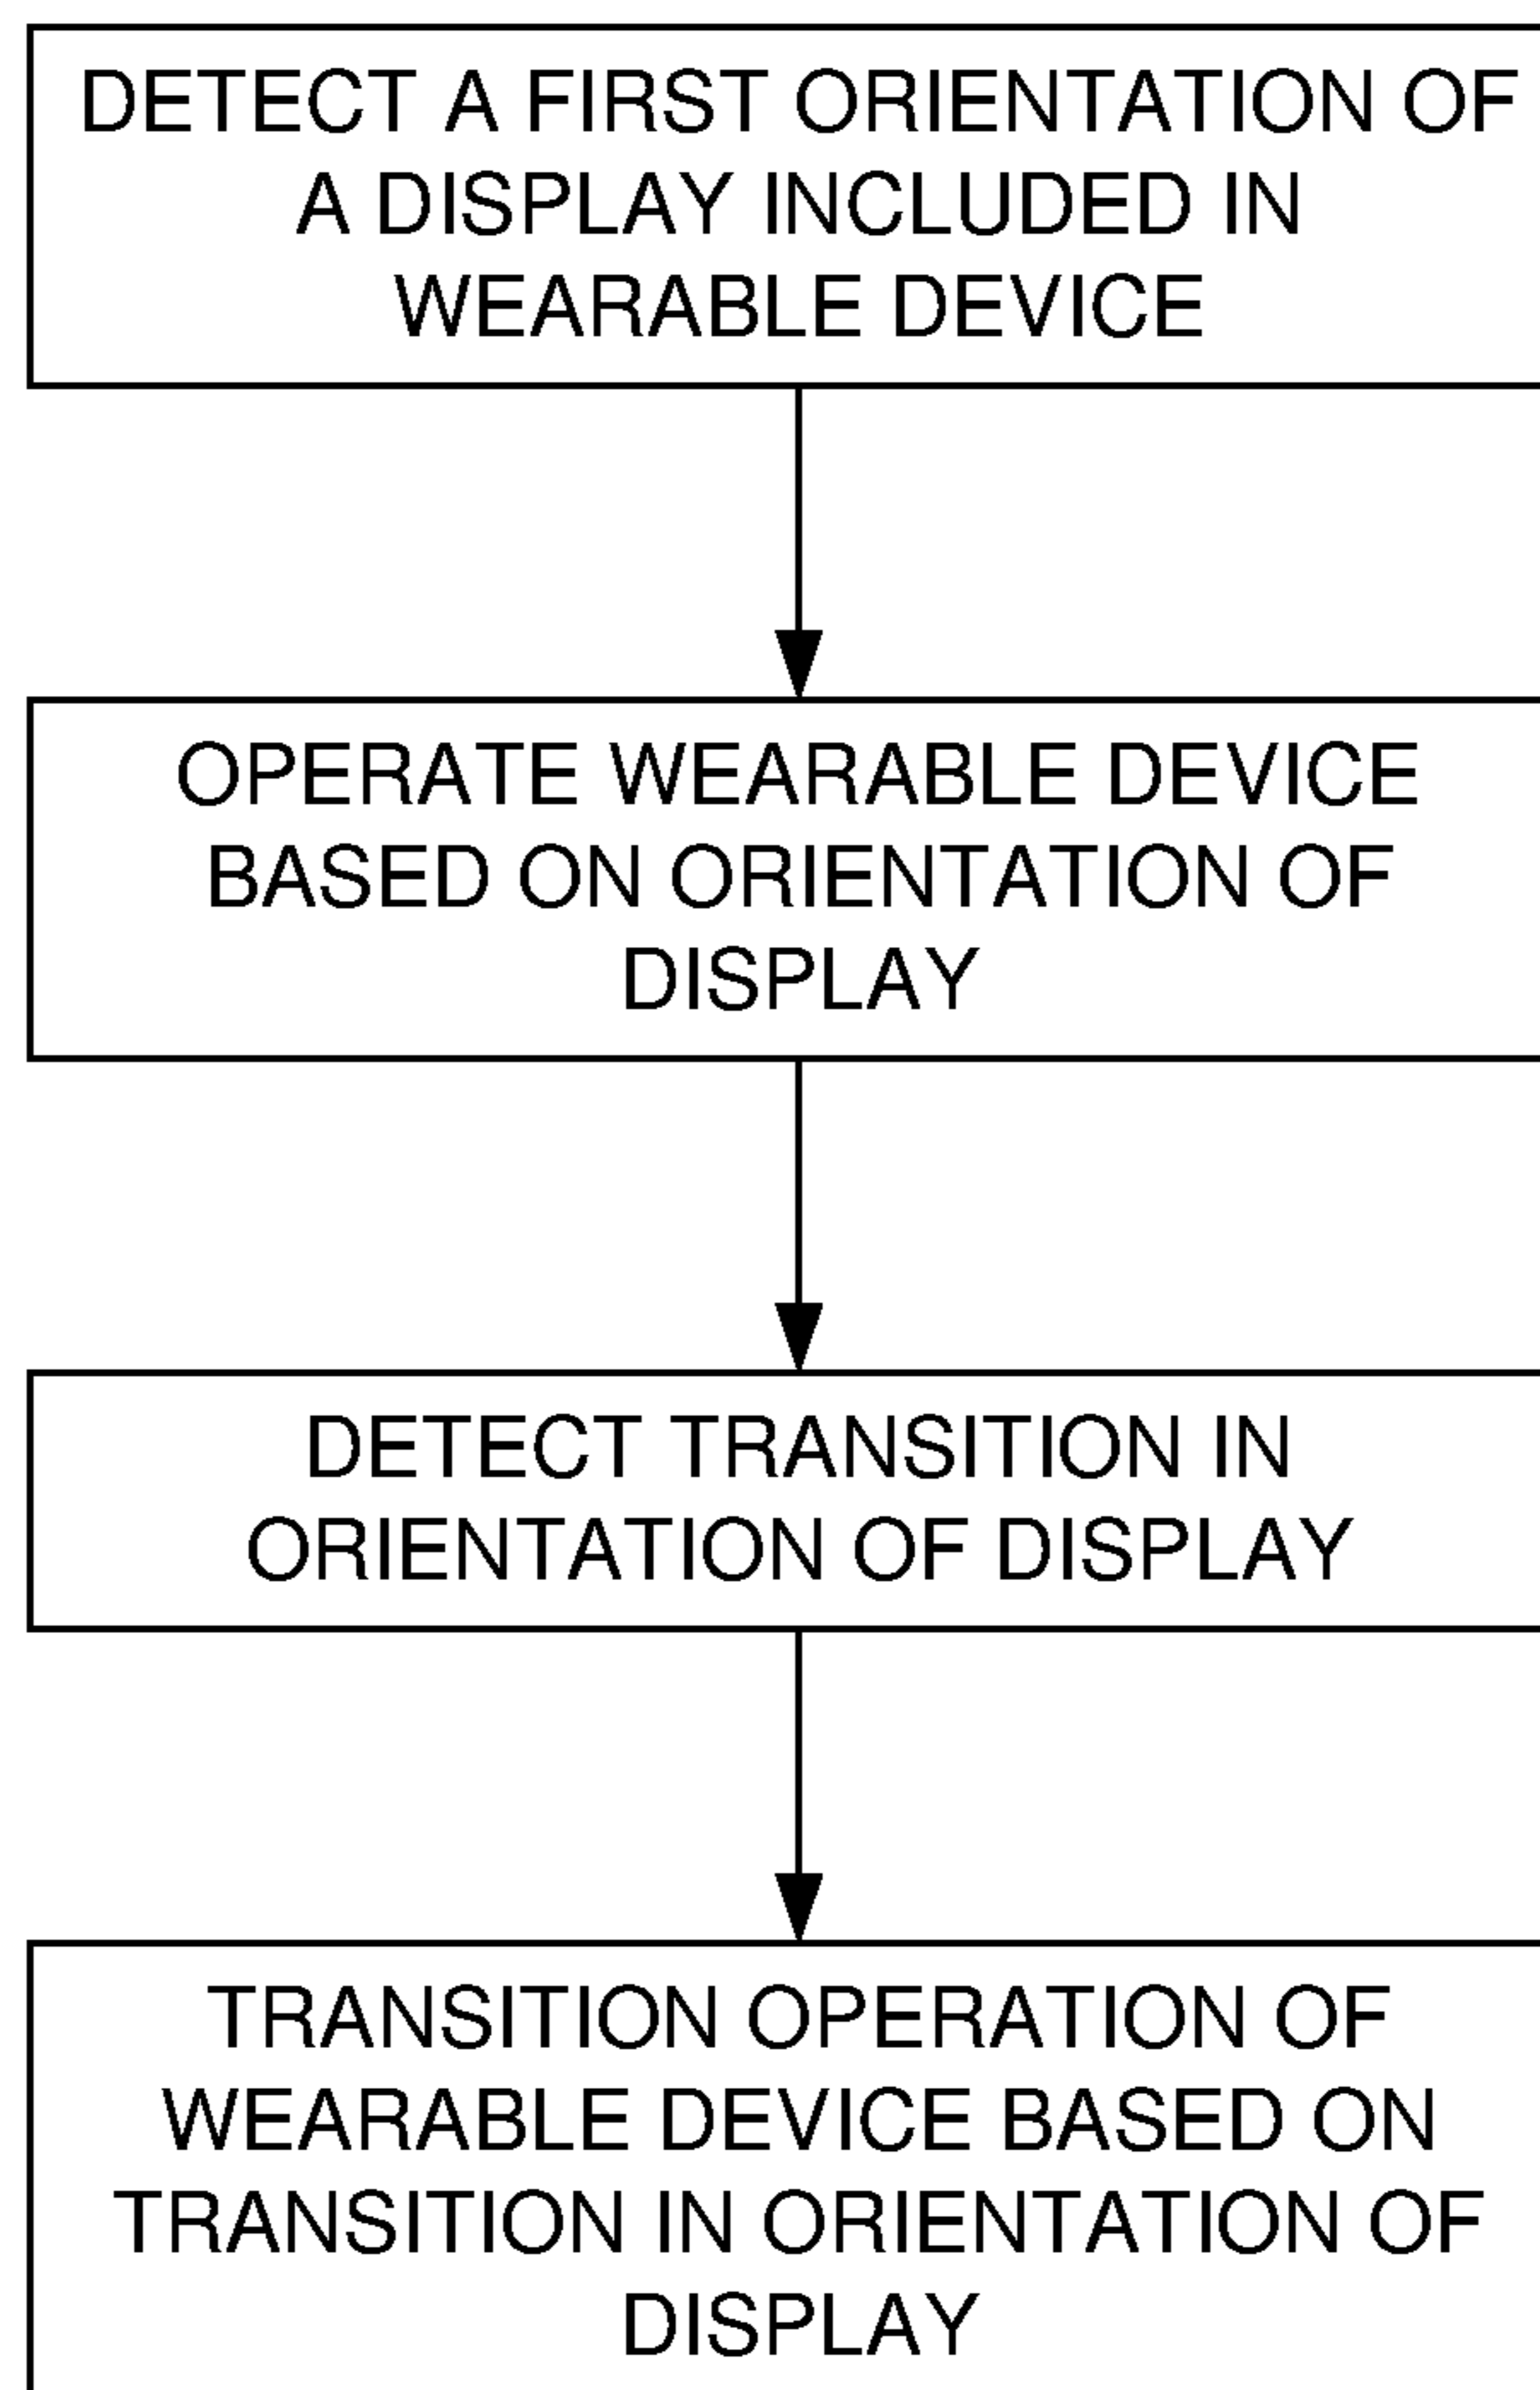 DETECT A FIRST ORIENTATION OF
A DISPLAY INCLUDED IN
WEARABLE DEVICE
OPERATE WEARABLE DEVICE
BASED ON ORIENTATION OF
DISPLAY
DETECT TRANSITION IN
ORIENTATION OF DISPLAY
TRANSITION OPERATION OF
WEARABLE DEVICE BASED ON
TRANSITION IN ORIENTATION OF
DISPLAY